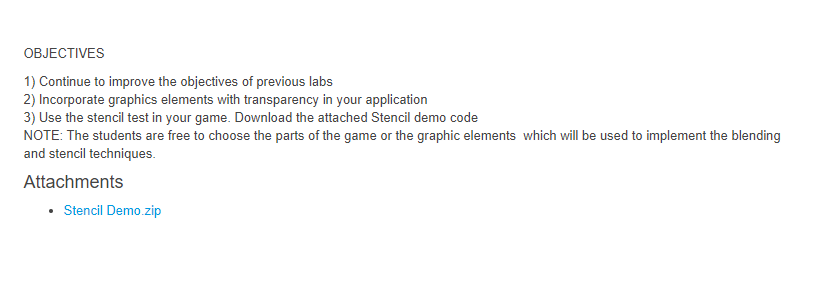 OBJECTIVES
1) Continue to improve the objectives of previous labs
2) Incorporate graphics elements with transparency in your application
3) Use the stencil test in your game. Download the attached Stencil demo code
NOTE: The students are free to choose the parts of the game or the graphic elements  which will be used to implement the blending
and stencil techniques.
Attachments
• Stencil Demo.zip